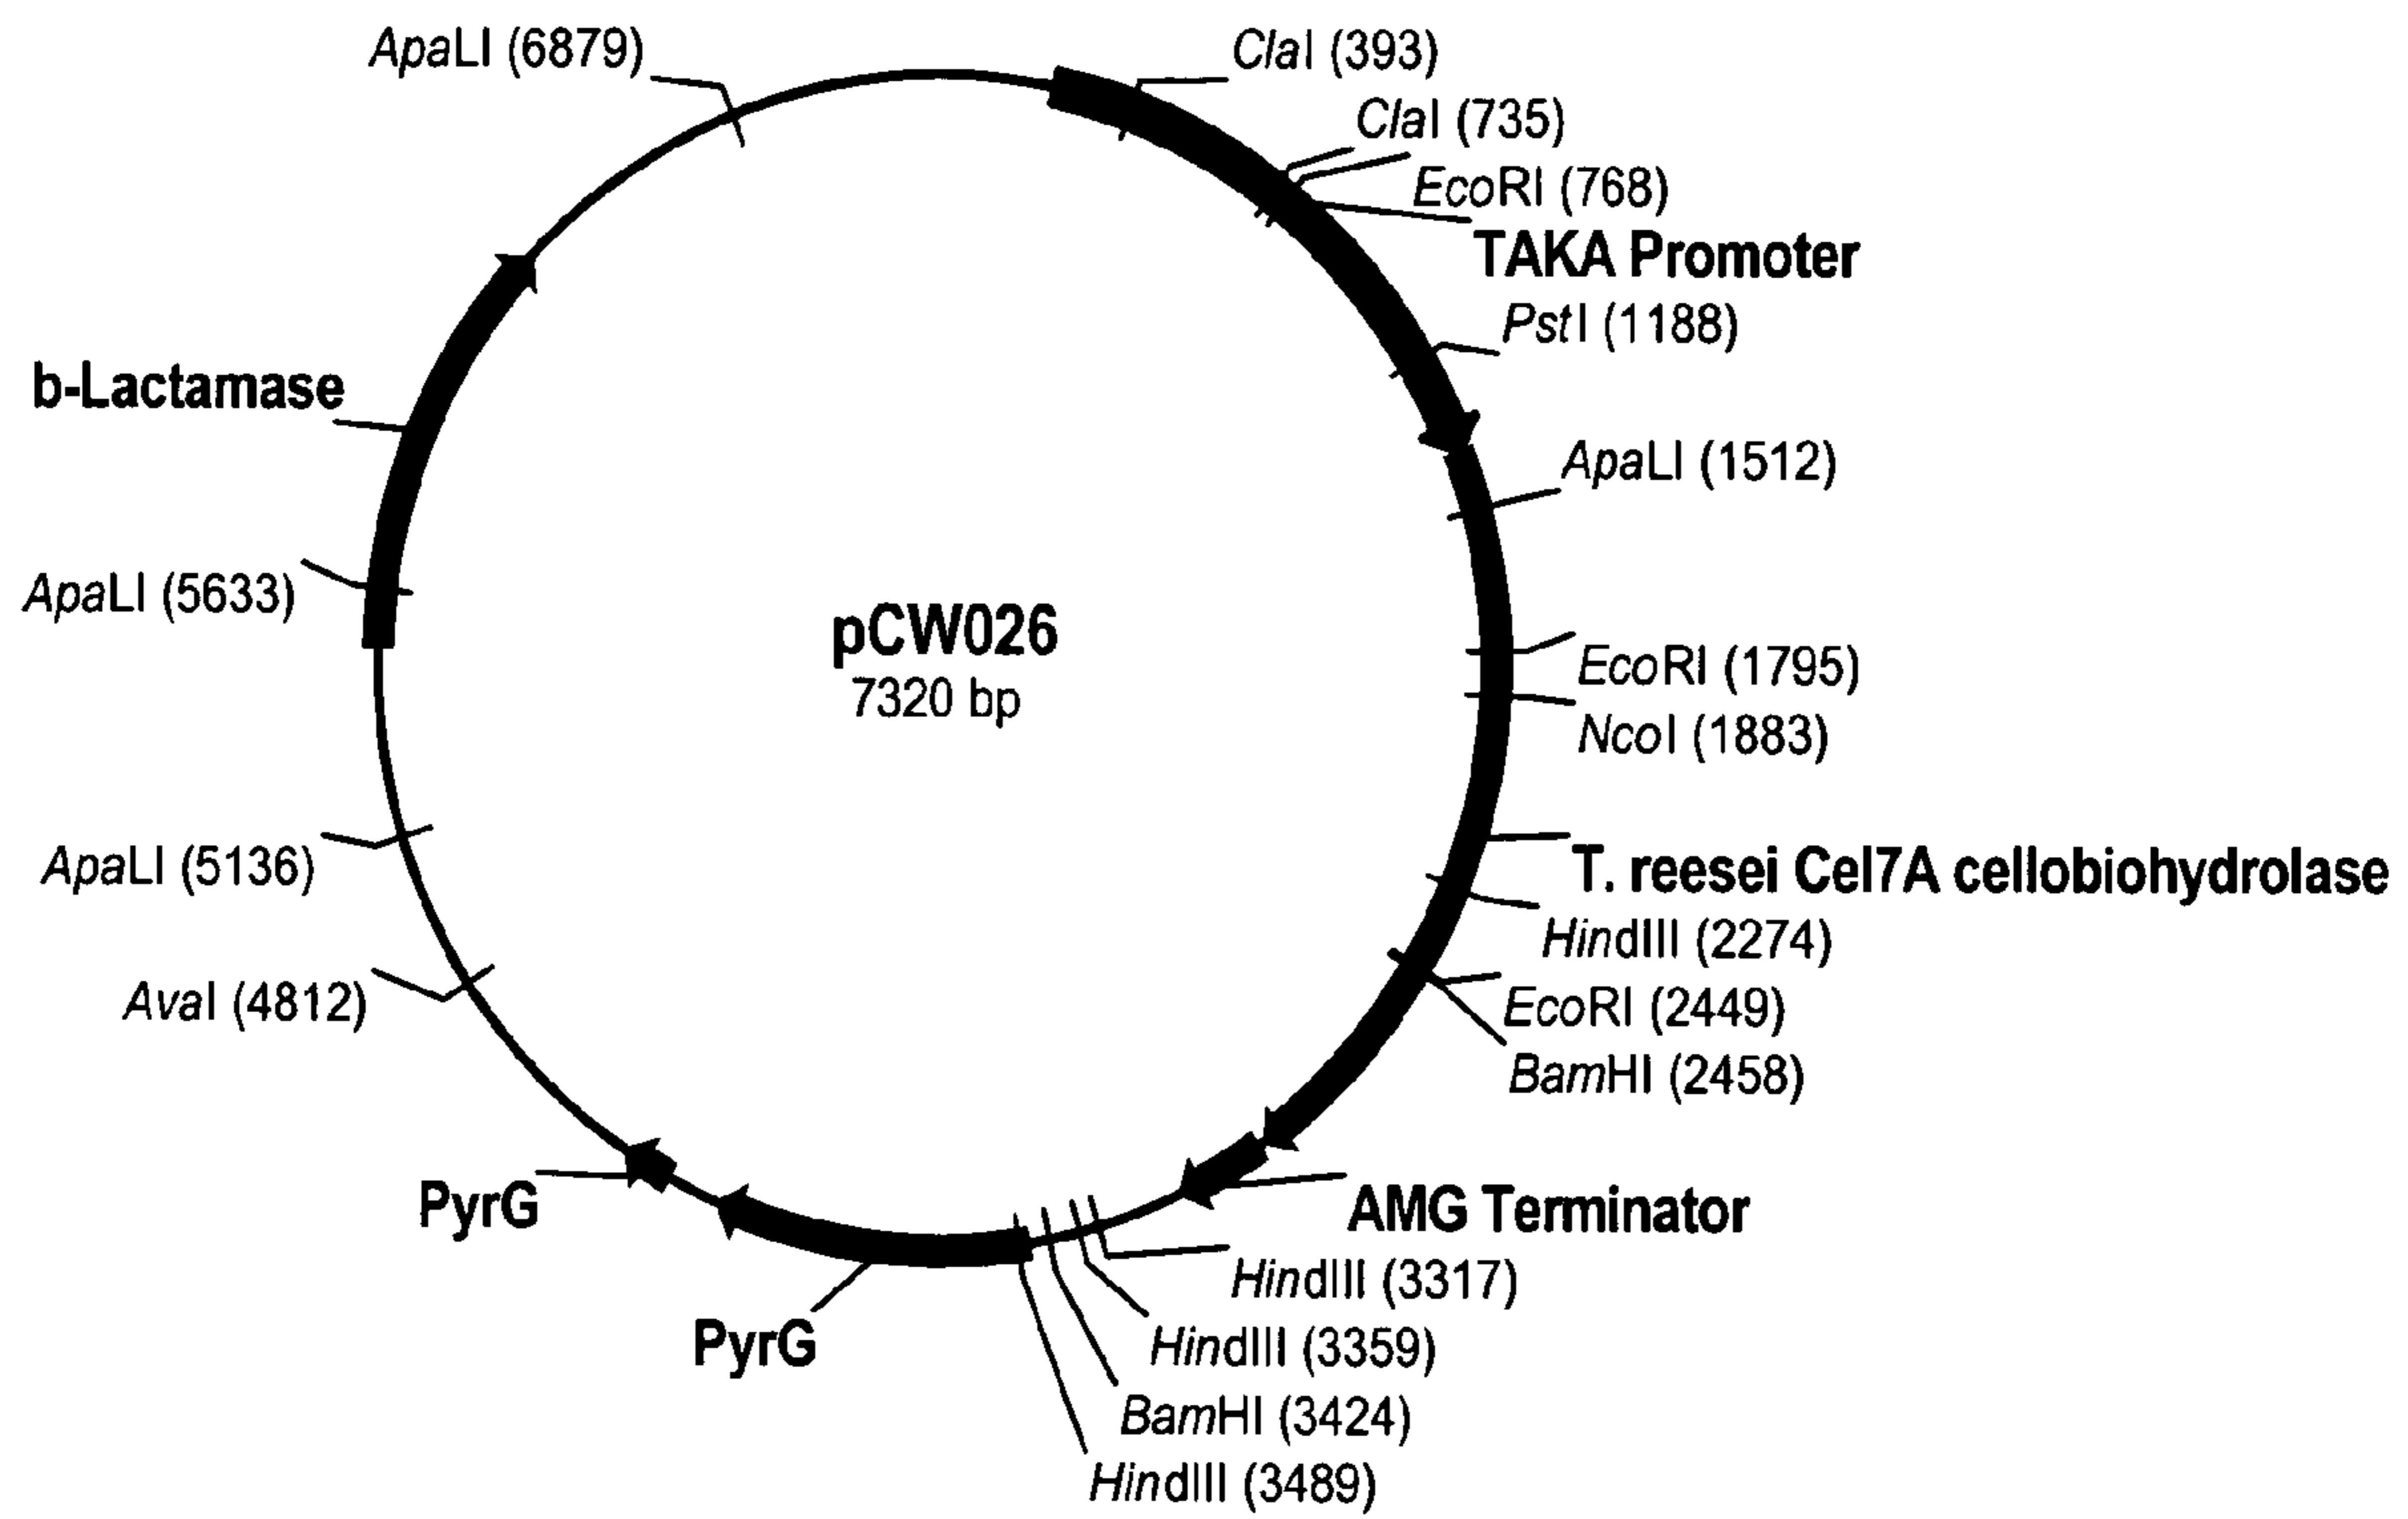 ApaLI (6879)
ClaI (393)
ClaI (735)
EcoRI (768)
TAKA Promoter
PstI (1188)
b-Lactamase
ApaLI (1512)
ApaLI (5633)
pCW026
7320 bp
EcoRI (1795)
NcoI (1883)
ApaLI (5136)
T. reesei Cel7A cellobiohydrolase
HindIII (2274)
AvaI (4812)
EcoRI (2449)
BamHI (2458)
PyrG
AMG Terminator
HindIII (3317)
PyrG
HindIII (3359)
BamHI (3424)
HindIII (3489)